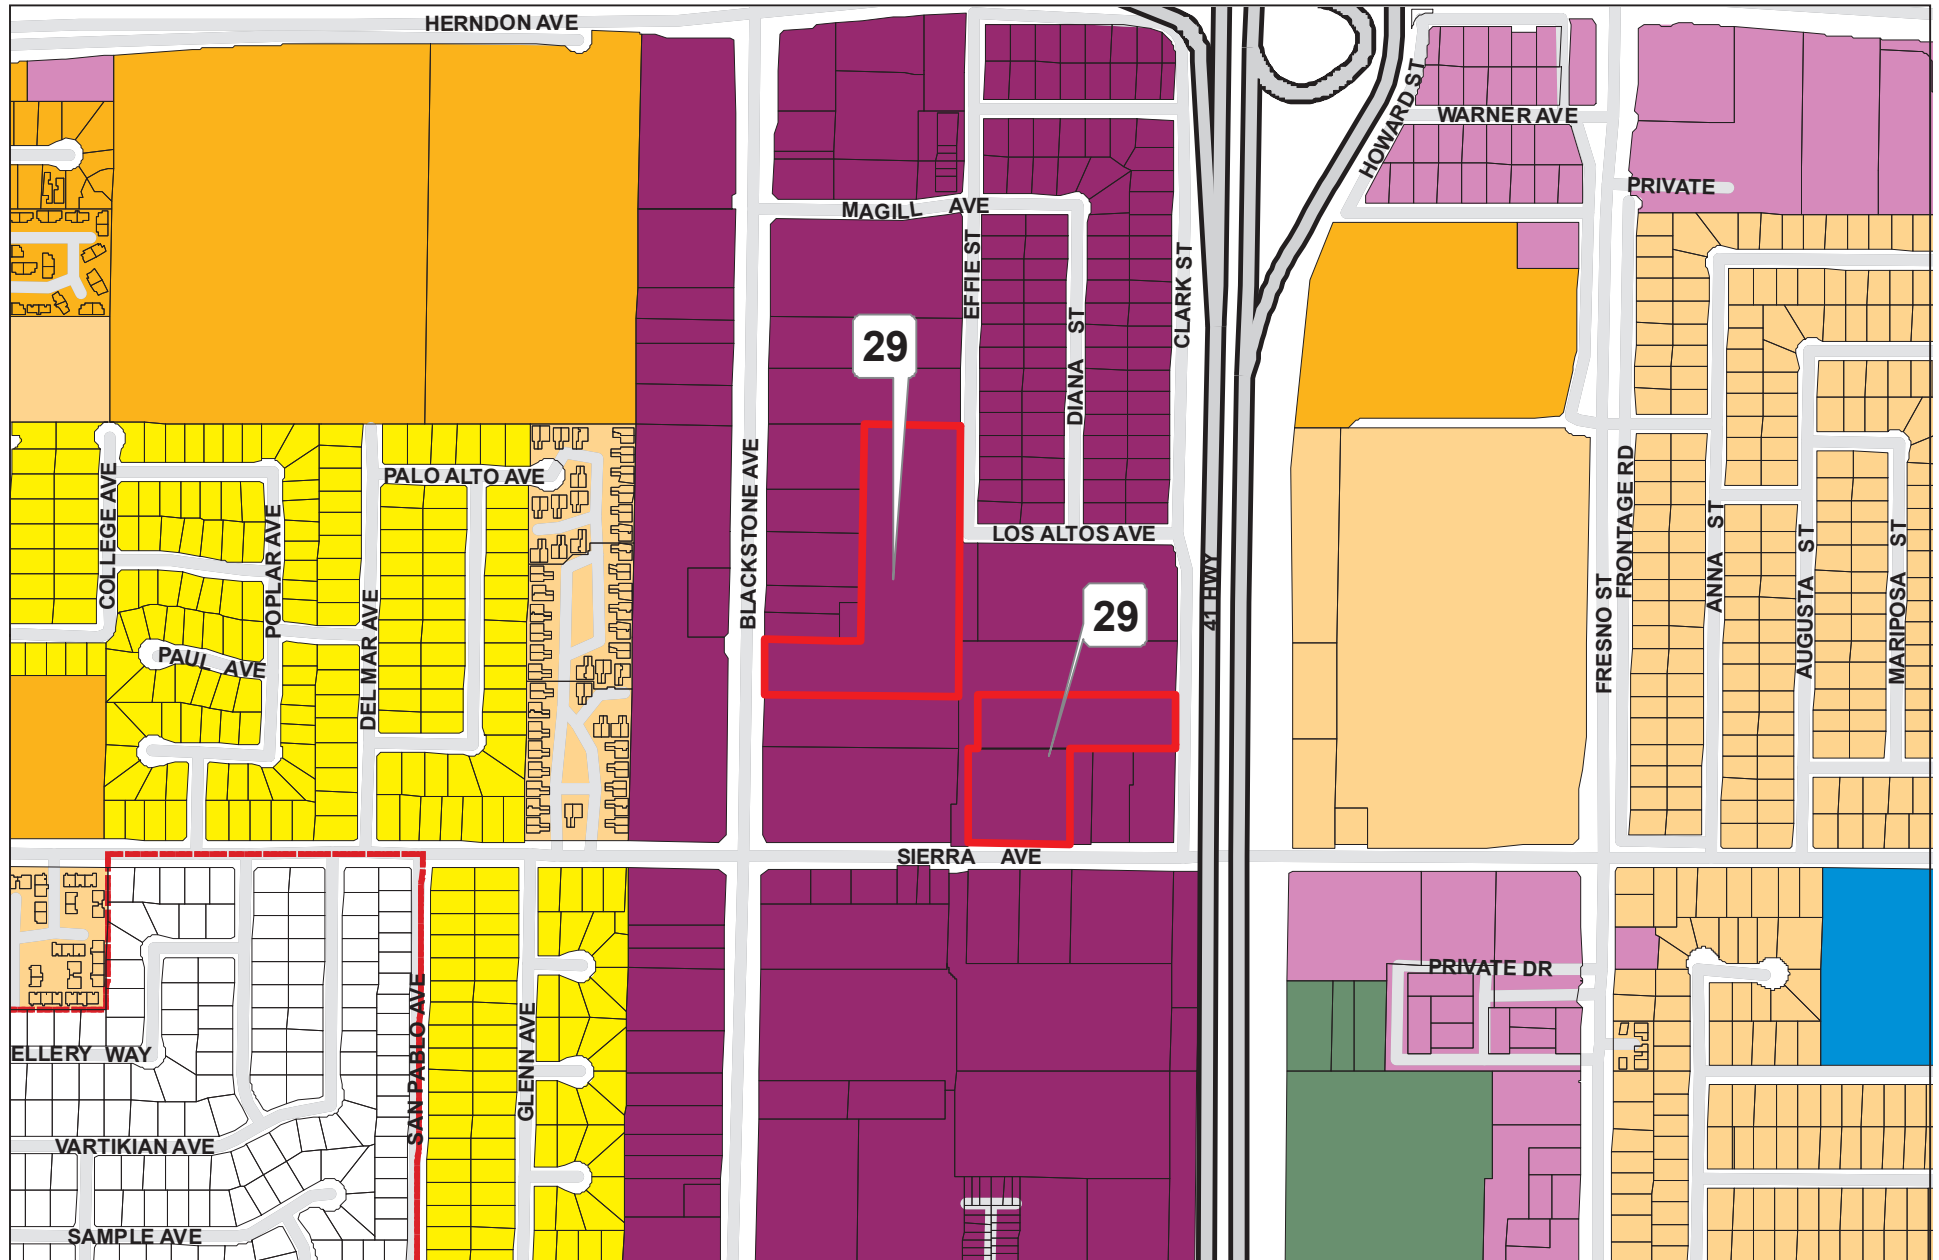 HERNDON AVE
HOWARD ST
WARNER AVE
PRIVATE
MAGILL AVE
EFFIE ST
CLARK ST
DIANA ST
29
PALO ALTO AVE
COLLEGE AVE
POPLAR AVE
DEL MAR AVE
BLACKSTONE AVE
LOS ALTOS AVE
41 HWY
29
FRESNO ST
FRONTAGE RD
ANNA ST
AUGUSTA ST
MARIPOSA ST
PAUL AVE
SIERRA AVE
PRIVATE DR
SAN PABLO AVE
GLENN AVE
ELLERY WAY
VARTIKIAN AVE
SAMPLE AVE